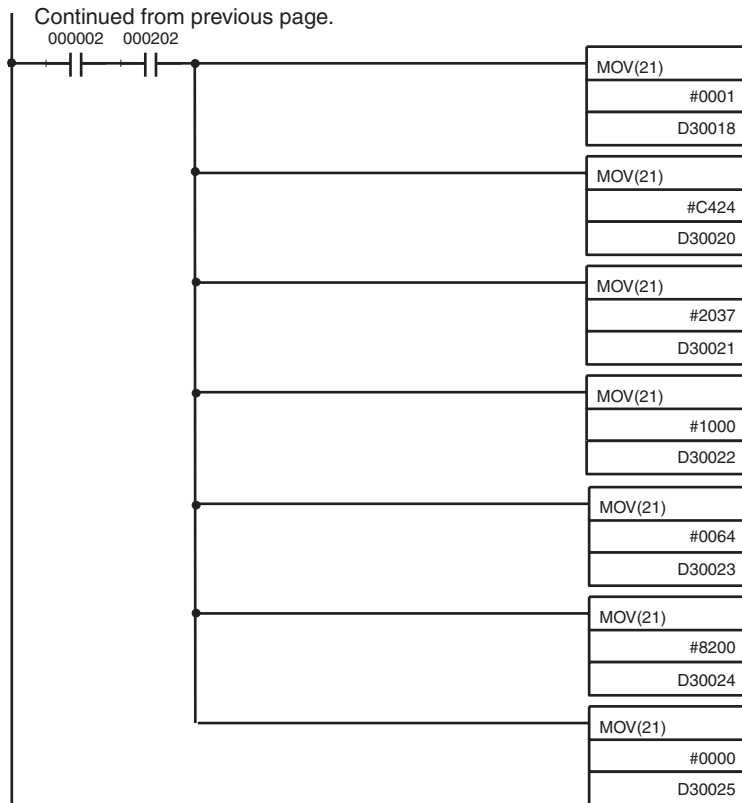 Continued from previous page.
000002 000202
MOV(21)
#0001
D30018
MOV(21)
#C424
D30020
MOV(21)
#2037
D30021
MOV(21)
#1000
D30022
MOV(21)
#0064
D30023
MOV(21)
#8200
D30024
MOV(21)
#0000
D30025